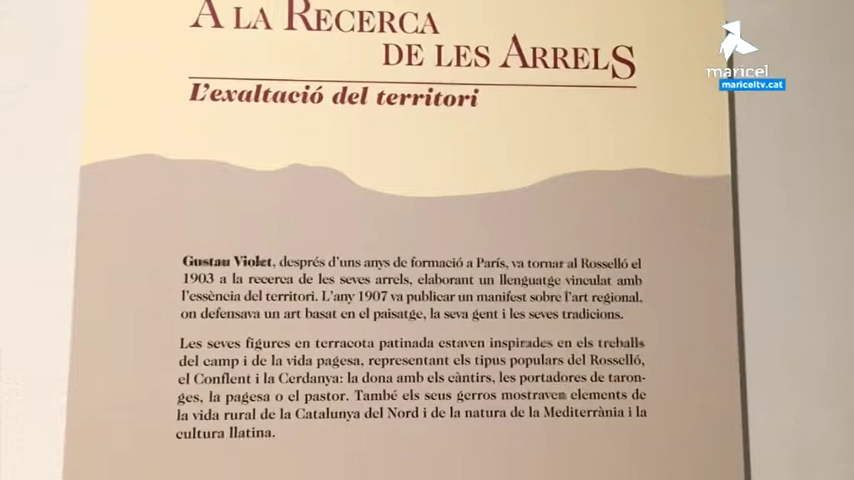 A LA RECERCA
DE LES ARRELS
L'exaltació del territori
maricel
mariceltv.cat
Gustau Violet, després d'uns anys de formació a París, va tornar al Rosselló el
1903 a la recerca de les seves arrels, elaborant un llenguatge vinculat amb
l'essència del territori. L'any 1907 va publicar un manifest sobre l'art regional,
on defensava un art basat en el paisatge, la seva gent i les seves tradicions.
Les seves figures en terracota patinada estaven inspirades en els treballs
del camp i de la vida pagesa, representant els tipus populars del Rosselló,
el Conflent i la Cerdanya: la dona amb els càntirs, les portadores de taron-
ges, la pagesa o el pastor. També els seus gerros mostraven elements de
la vida rural de la Catalunya del Nord i de la natura de la Mediterrània i la
cultura llatina.